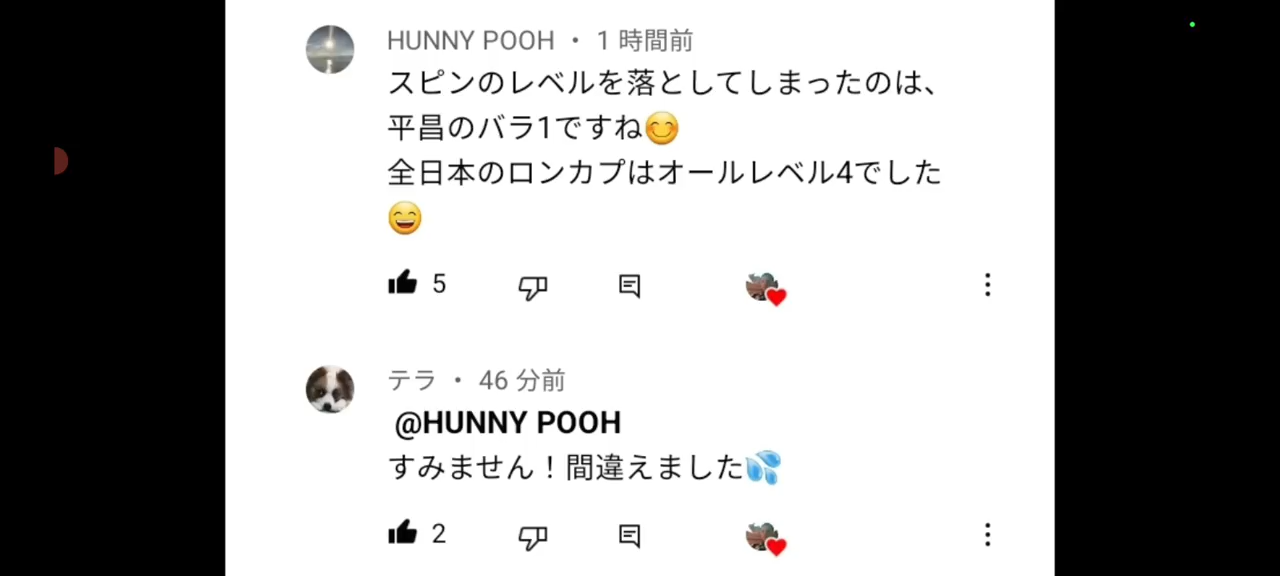 HUNNY POOH • 1 時間前
スピンのレベルを落としてしまったのは、
平昌のバラ1ですね😊
全日本のロンカプはオールレベル4でした
😄
5
テラ • 46 分前
@HUNNY POOH
すみません！間違えました💦
2